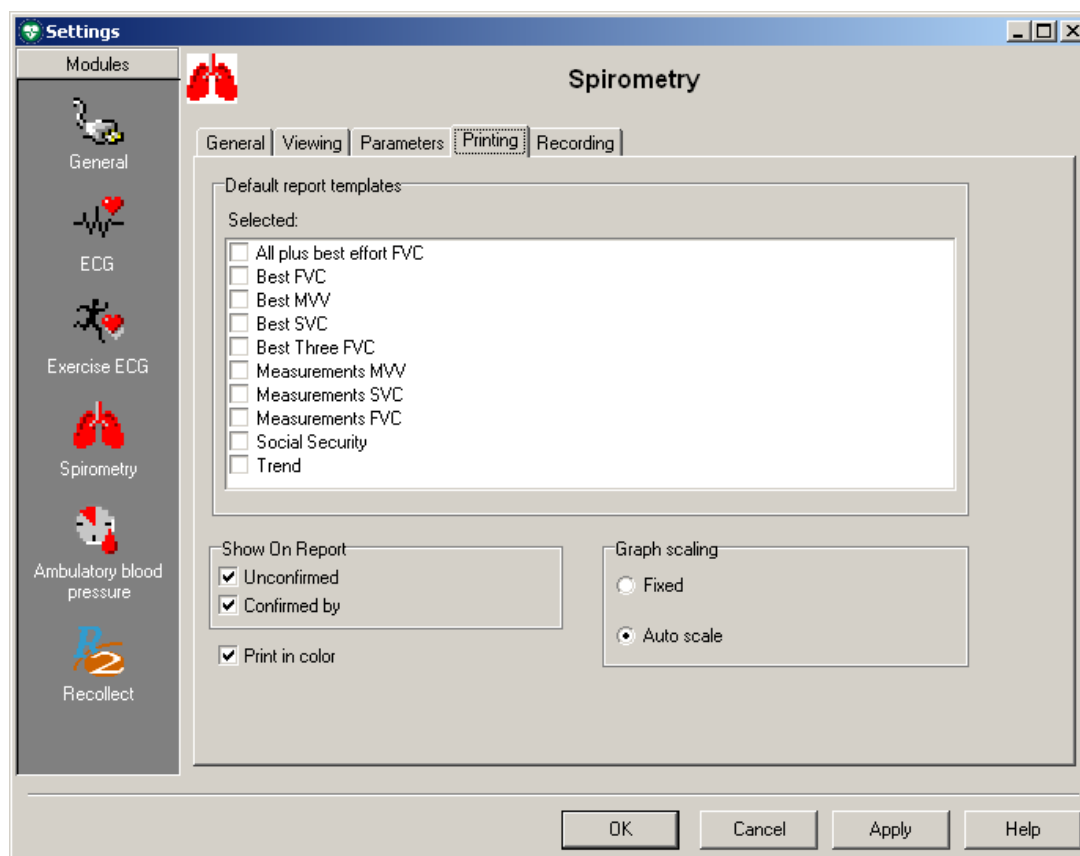 Settings
Modules
General
ECG
Exercise ECG
Spirometry
Ambulatory blood
pressure
R2
Recollect
Spirometry
General Viewing Parameters Printing Recording
Default report templates
Selected:
All plus best effort FVC
Best FVC
Best MVV
Best SVC
Best Three FVC
Measurements MVV
Measurements SVC
Measurements FVC
Social Security
Trend
Show On Report
Unconfirmed
Confirmed by
Print in color
Graph scaling
Fixed
Auto scale
OK Cancel Apply Help